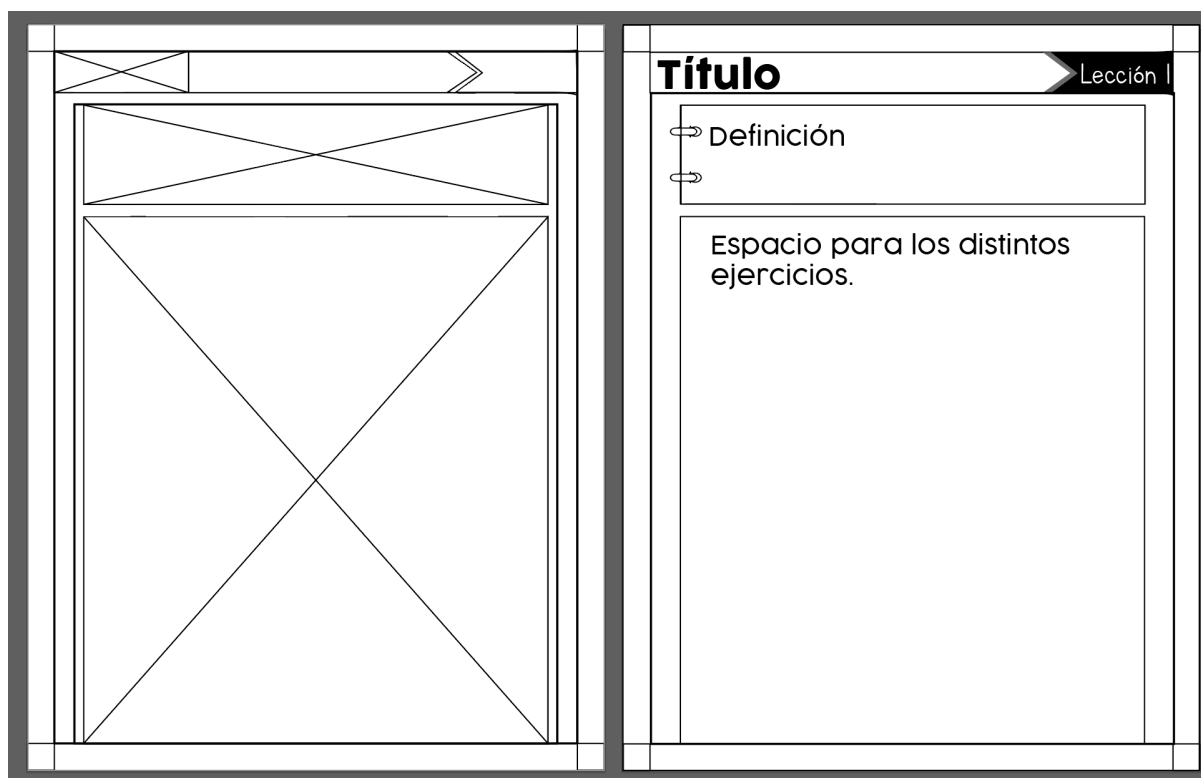 Título
Lección 1
Definición
Espacio para los distintos
ejercicios.